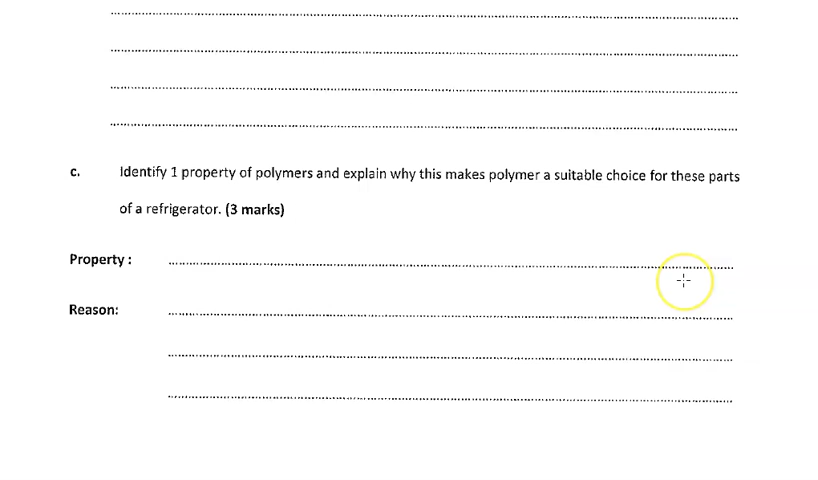 c. Identify 1 property of polymers and explain why this makes polymer a suitable choice for these parts
of a refrigerator. (3 marks)
Property :
Reason: